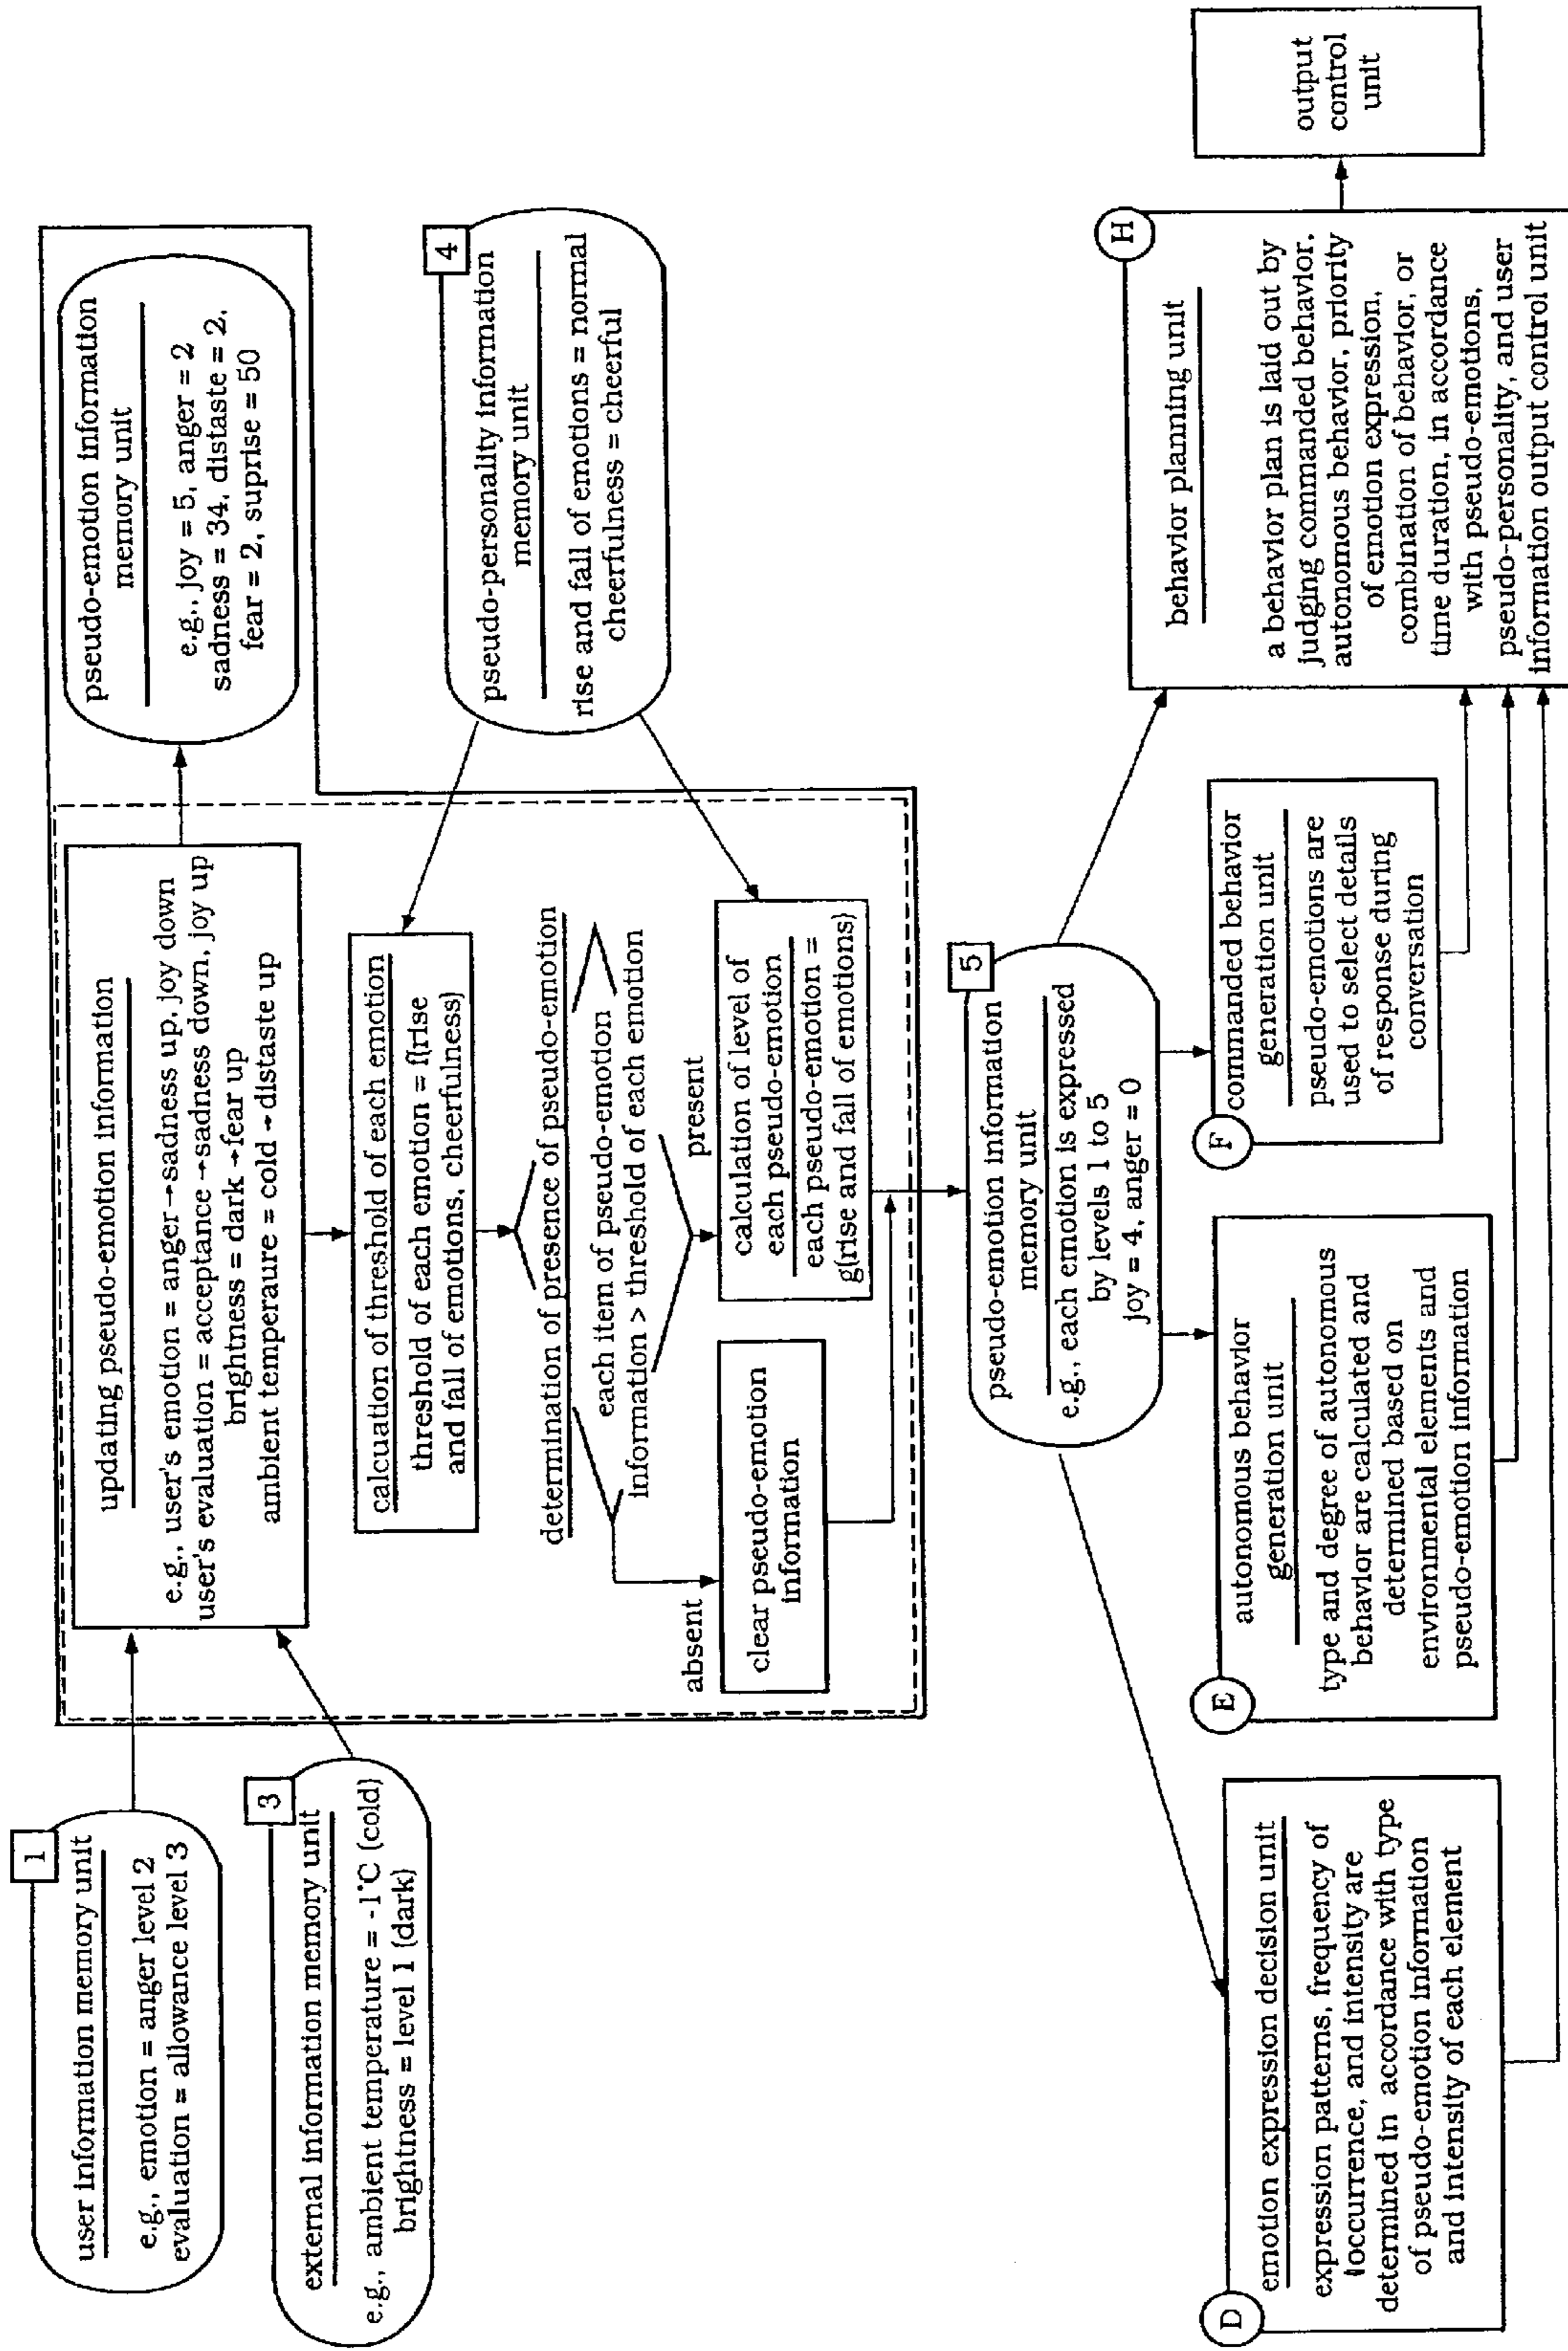 1
user information memory unit
e.g., emotion = anger level 2
evaluation = allowance level 3
3
external information memory unit
e.g., ambient temperature = -1°C (cold)
brightness = level 1 (dark)
updating pseudo-emotion information
e.g., user's emotion = anger→sadness up, joy down
user's evaluation = acceptance→sadness down, joy up
brightness = dark→fear up
ambient temperaure = cold→distaste up
pseudo-emotion information
memory unit
e.g., joy = 5, anger = 2
sadness = 34, distaste = 2,
fear = 2, suprise = 50
4
pseudo-personality information
memory unit
rise and fall of emotions = normal
cheerfulness = cheerful
calcuation of threshold of each emotion
threshold of each emotion = f(rise
and fall of emotions, cheerfulness)
determination of presence of pseudo-emotion
each item of pseudo-emotion
information > threshold of each emotion
absent
present
clear pseudo-emotion
information
calculation of level of
each pseudo-emotion
each pseudo-emotion =
g(rise and fall of emotions)
5
pseudo-emotion information
memory unit
e.g., each emotion is expressed
by levels 1 to 5
joy = 4, anger = 0
D
emotion expression decision unit
expression patterns, frequency of
occurrence, and intensity are
determined in accordance with type
of pseudo-emotion information
and intensity of each element
E
autonomous behavior
generation unit
type and degree of autonomous
behavior are calculated and
determined based on
environmental elements and
pseudo-emotion information
F
commanded behavior
generation unit
pseudo-emotions are
used to select details
of response during
conversation
H
behavior planning unit
a behavior plan is laid out by
judging commanded behavior,
autonomous behavior, priority
of emotion expression,
combination of behavior, or
time duration, in accordance
with pseudo-emotions,
pseudo-personality, and user
information output control unit
output
control
unit